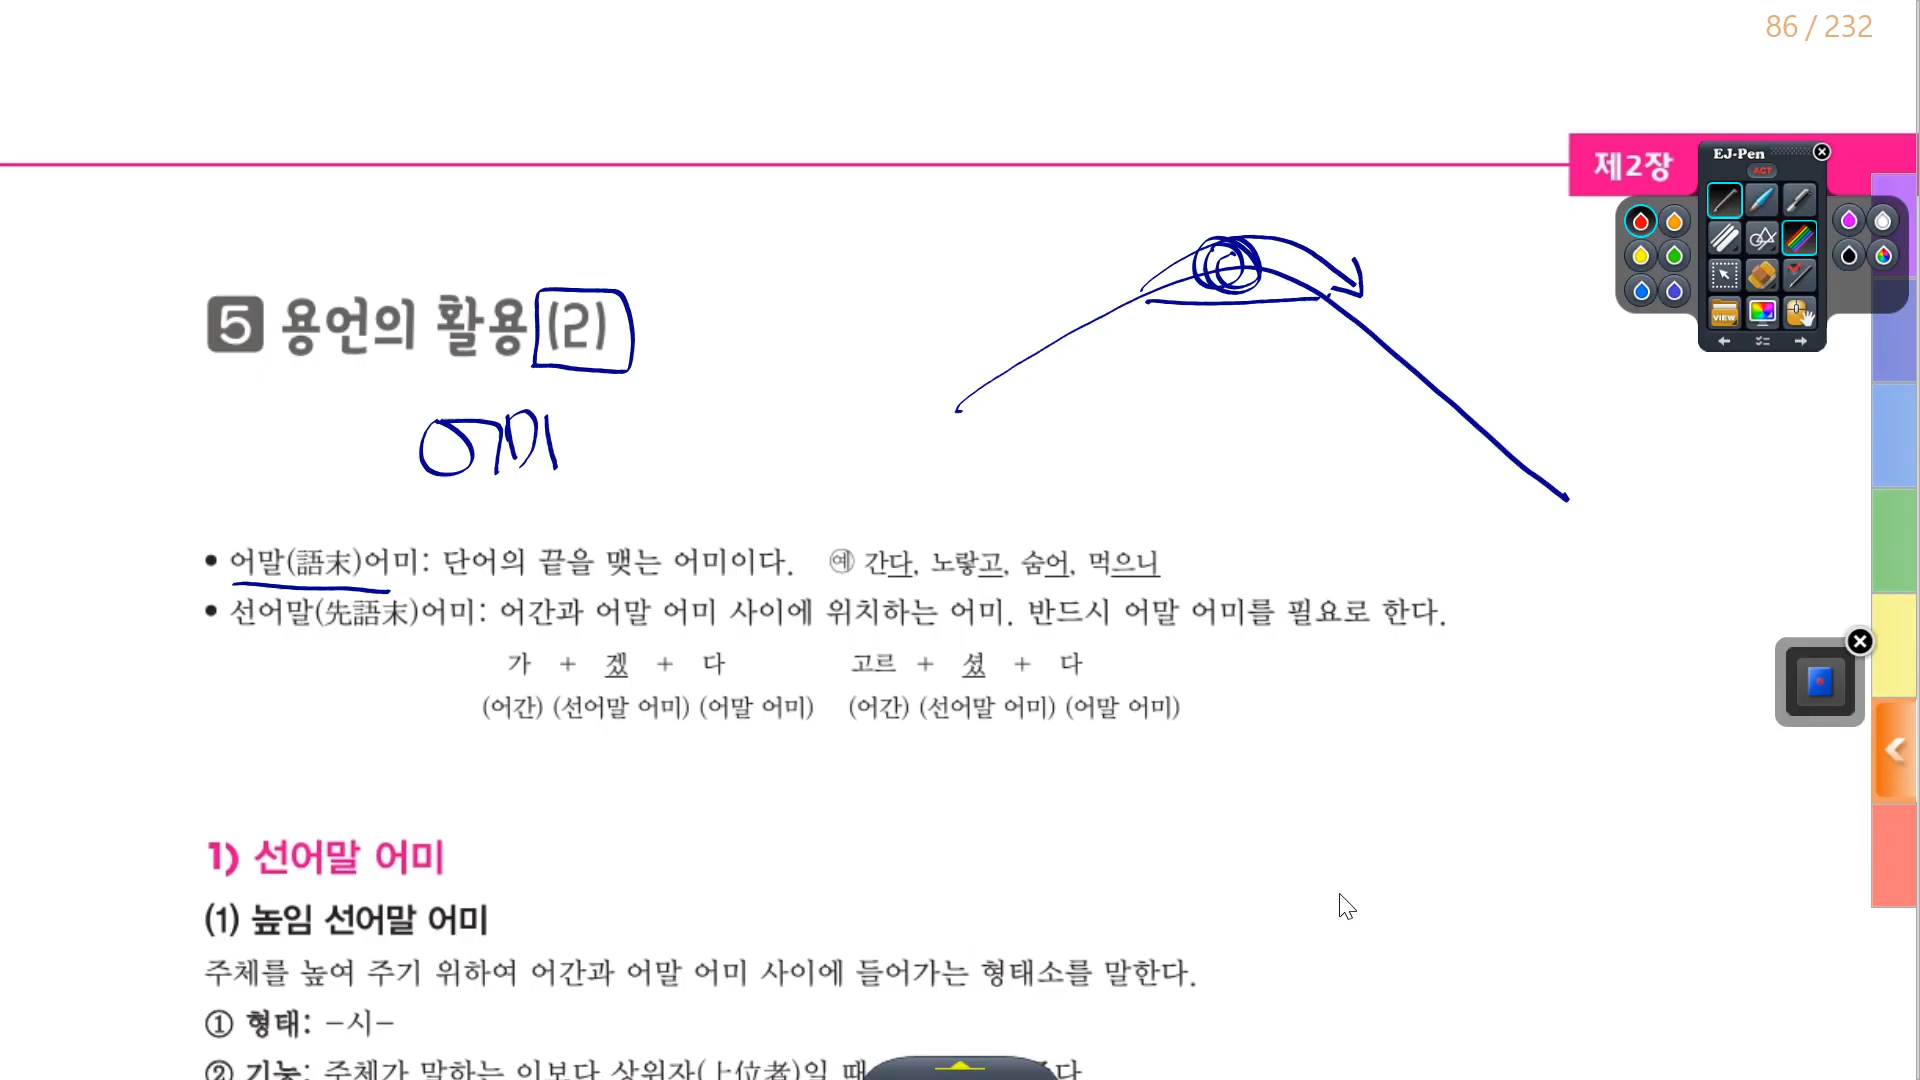 86 / 232
제2장
EJ-Pen
AGT
VIEW
5 용언의 활용 (2)
어미
• 어말(語末)어미: 단어의 끝을 맺는 어미이다. 예 간다, 노랗고, 숨어, 먹으니
• 선어말(先語末)어미: 어간과 어말 어미 사이에 위치하는 어미. 반드시 어말 어미를 필요로 한다.
가 + 겠 + 다 고르 + 셨 + 다
(어간) (선어말 어미) (어말 어미) (어간) (선어말 어미) (어말 어미)
1) 선어말 어미
(1) 높임 선어말 어미
주체를 높여 주기 위하여 어간과 어말 어미 사이에 들어가는 형태소를 말한다.
① 형태: -시-
② 기능: 주체가 말하는 이보다 상위자(上位者)일 때